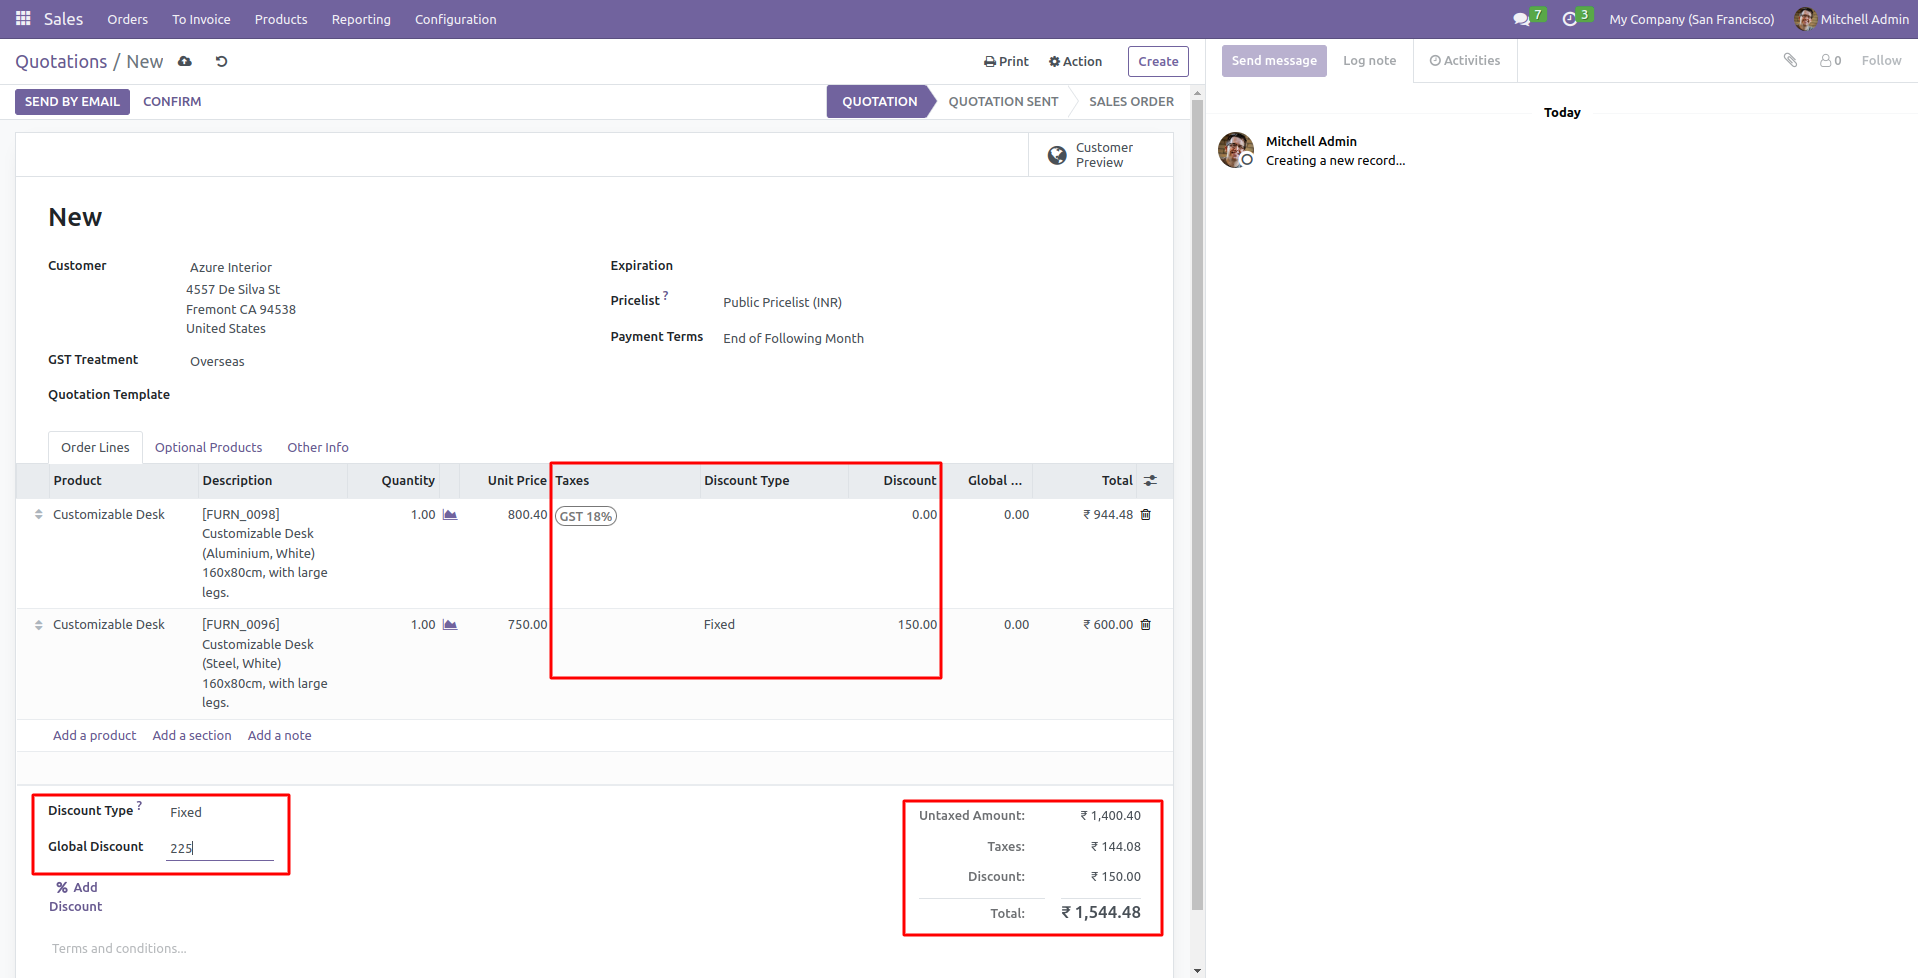 Sales Orders To Invoice Products Reporting Configuration 7 3 My Company (San Francisco) Mitchell Admin
Quotations / New Print Action Create
Send message Log note Activities 0 Follow
SEND BY EMAIL CONFIRM QUOTATION QUOTATION SENT SALES ORDER
Today
Mitchell Admin
Creating a new record...
Customer
Preview
New
Customer Azure Interior
4557 De Silva St
Fremont CA 94538
United States
GST Treatment Overseas
Quotation Template
Expiration
Pricelist ? Public Pricelist (INR)
Payment Terms End of Following Month
Order Lines Optional Products Other Info
Product Description Quantity Unit Price Taxes Discount Type Discount Global ... Total
Customizable Desk [FURN_0098] 1.00 800.40 GST 18% 0.00 0.00 ₹ 944.48
Customizable Desk
(Aluminium, White)
160x80cm, with large
legs.
Customizable Desk [FURN_0096] 1.00 750.00 Fixed 150.00 0.00 ₹ 600.00
Customizable Desk
(Steel, White)
160x80cm, with large
legs.
Add a product Add a section Add a note
Discount Type ? Fixed
Global Discount 225
% Add
Discount
Terms and conditions...
Untaxed Amount: ₹ 1,400.40
Taxes: ₹ 144.08
Discount: ₹ 150.00
Total: ₹ 1,544.48